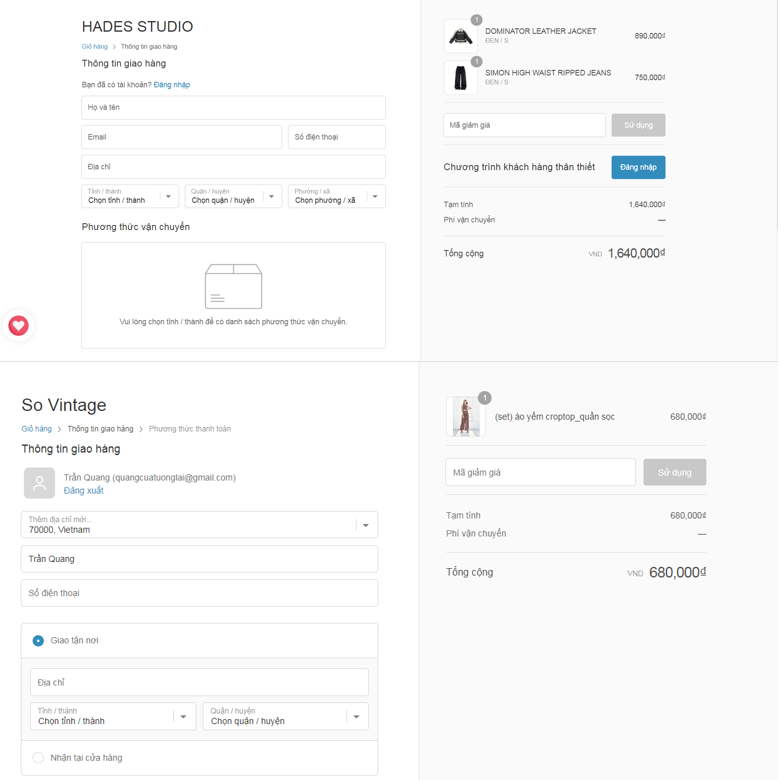 HADES STUDIO
Giỏ hàng > Thông tin giao hàng
Thông tin giao hàng
Bạn đã có tài khoản? Đăng nhập
Họ và tên
Email
Số điện thoại
Địa chỉ
Tỉnh / thành
Chọn tỉnh / thành
Quận / huyện
Chọn quận / huyện
Phường / xã
Chọn phường / xã
Phương thức vận chuyển
Vui lòng chọn tỉnh / thành để có danh sách phương thức vận chuyển.
1
DOMINATOR LEATHER JACKET
ĐEN / S
890,000₫
1
SIMON HIGH WAIST RIPPED JEANS
ĐEN / S
750,000₫
Mã giảm giá
Sử dụng
Chương trình khách hàng thân thiết
Đăng nhập
Tạm tính
1,640,000₫
Phí vận chuyển
—
Tổng cộng
VND 1,640,000₫
So Vintage
Giỏ hàng > Thông tin giao hàng > Phương thức thanh toán
Thông tin giao hàng
Trần Quang (quangcuatuonglai@gmail.com)
Đăng xuất
Thêm địa chỉ mới...
70000, Vietnam
Trần Quang
Số điện thoại
Giao tận nơi
Địa chỉ
Tỉnh / thành
Chọn tỉnh / thành
Quận / huyện
Chọn quận / huyện
Nhận tại cửa hàng
1
(set) áo yếm croptop_quần sọc
680,000₫
Mã giảm giá
Sử dụng
Tạm tính
680,000₫
Phí vận chuyển
—
Tổng cộng
VND 680,000₫